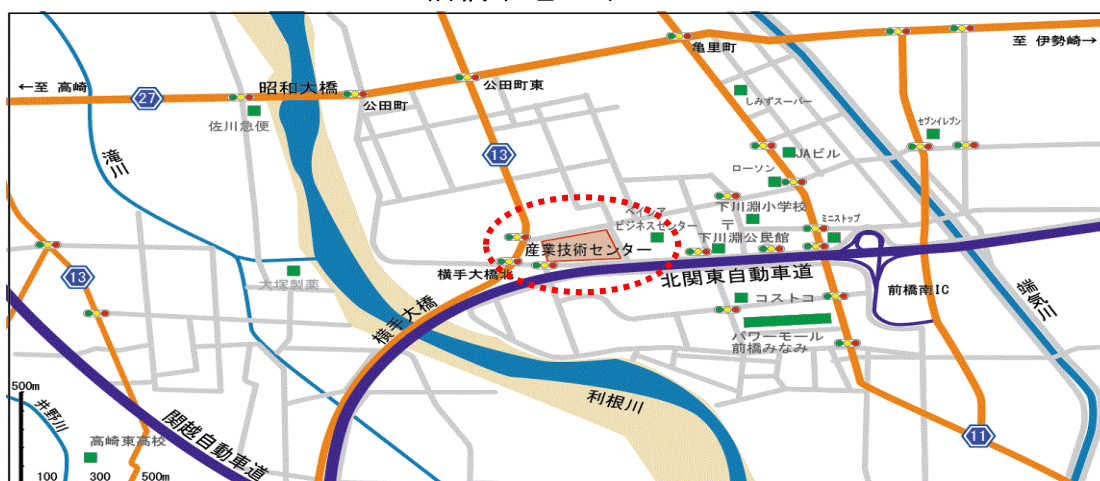 亀里町
至 伊勢崎→
←至 高崎
27
昭和大橋
公田町
公田町東
佐川急便
しみずスーパー
セブンイレブン
滝川
13
JAビル
ローソン
下川淵小学校
ベイシア
ビジネスセンター
〒
ミニストップ
産業技術センター
下川淵公民館
横手大橋北
北関東自動車道
13
大塚製薬
前橋南IC
端気川
コストコ
横手大橋
パワーモール
前橋みなみ
500m
利根川
井野川
関越自動車道
高崎東高校
11
100
300
500m